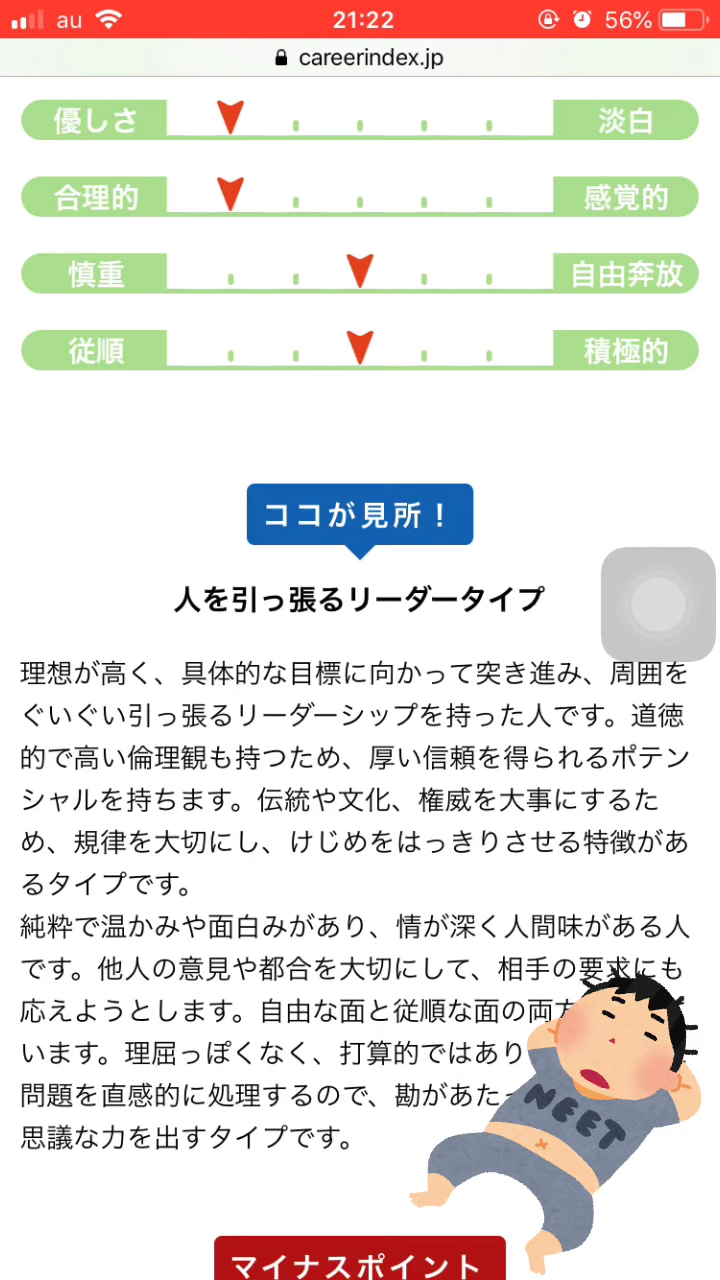 au 21:22 56%
careerindex.jp
優しさ 淡白
合理的 感覚的
慎重 自由奔放
従順 積極的
ココが見所！
人を引っ張るリーダータイプ
理想が高く、具体的な目標に向かって突き進み、周囲を
ぐいぐい引っ張るリーダーシップを持った人です。道徳
的で高い倫理観も持つため、厚い信頼を得られるポテン
シャルを持ちます。伝統や文化、権威を大事にするた
め、規律を大切にし、けじめをはっきりさせる特徴があ
るタイプです。
純粋で温かみや面白みがあり、情が深く人間味がある人
です。他人の意見や都合を大切にして、相手の要求にも
応えようとします。自由な面と従順な面の両方
います。理屈っぽくなく、打算的ではあり
問題を直感的に処理するので、勘があたっ
思議な力を出すタイプです。
NEET
マイナスポイント